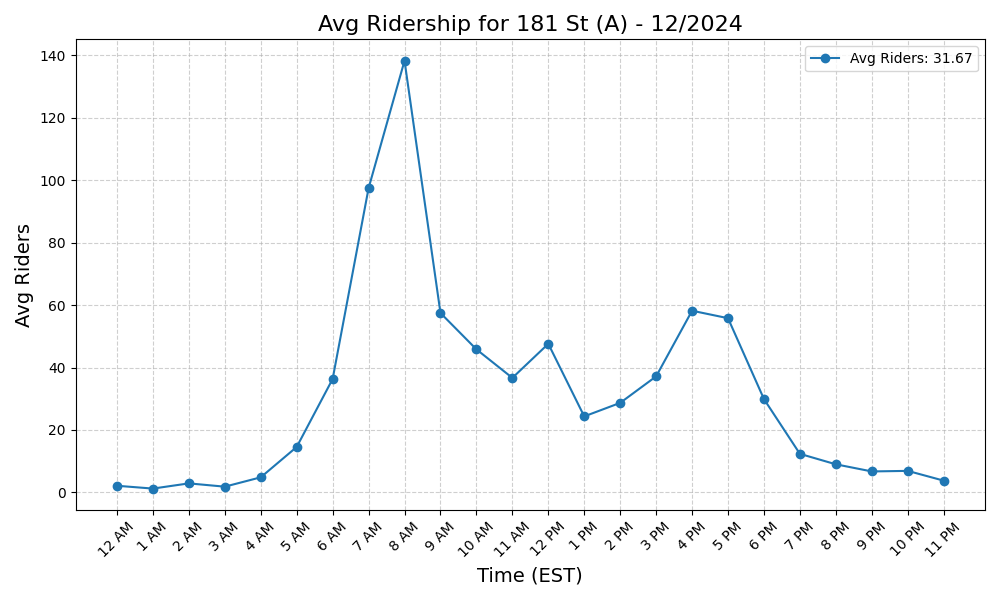 Avg Ridership for 181 St (A) - 12/2024
Avg Riders: 31.67
Avg Riders
140
120
100
80
60
40
20
0
12 AM
1 AM
2 AM
3 AM
4 AM
5 AM
6 AM
7 AM
8 AM
9 AM
10 AM
11 AM
12 PM
1 PM
2 PM
3 PM
4 PM
5 PM
6 PM
7 PM
8 PM
9 PM
10 PM
11 PM
Time (EST)